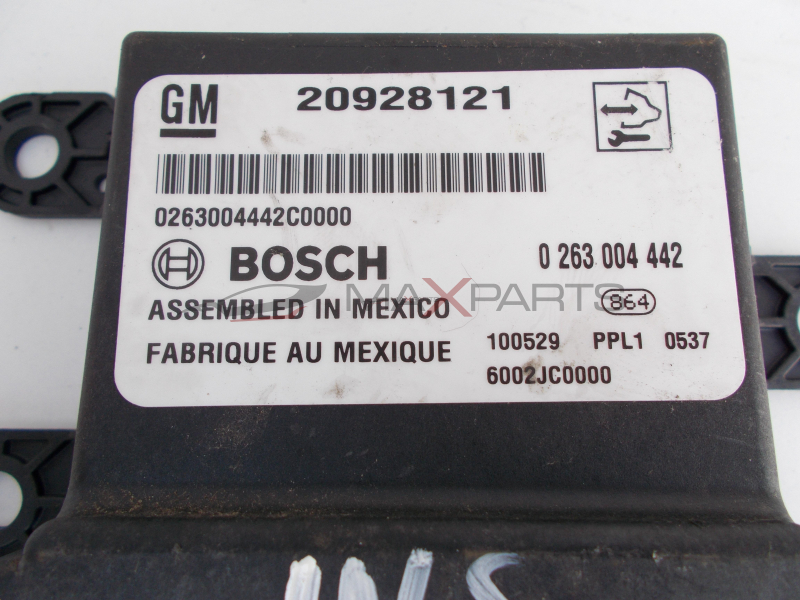 GM 20928121
0263004442C0000
BOSCH 0 263 004 442
MAXPARTS
ASSEMBLED IN MEXICO 864
FABRIQUE AU MEXIQUE 100529 PPL1 0537
6002JC0000